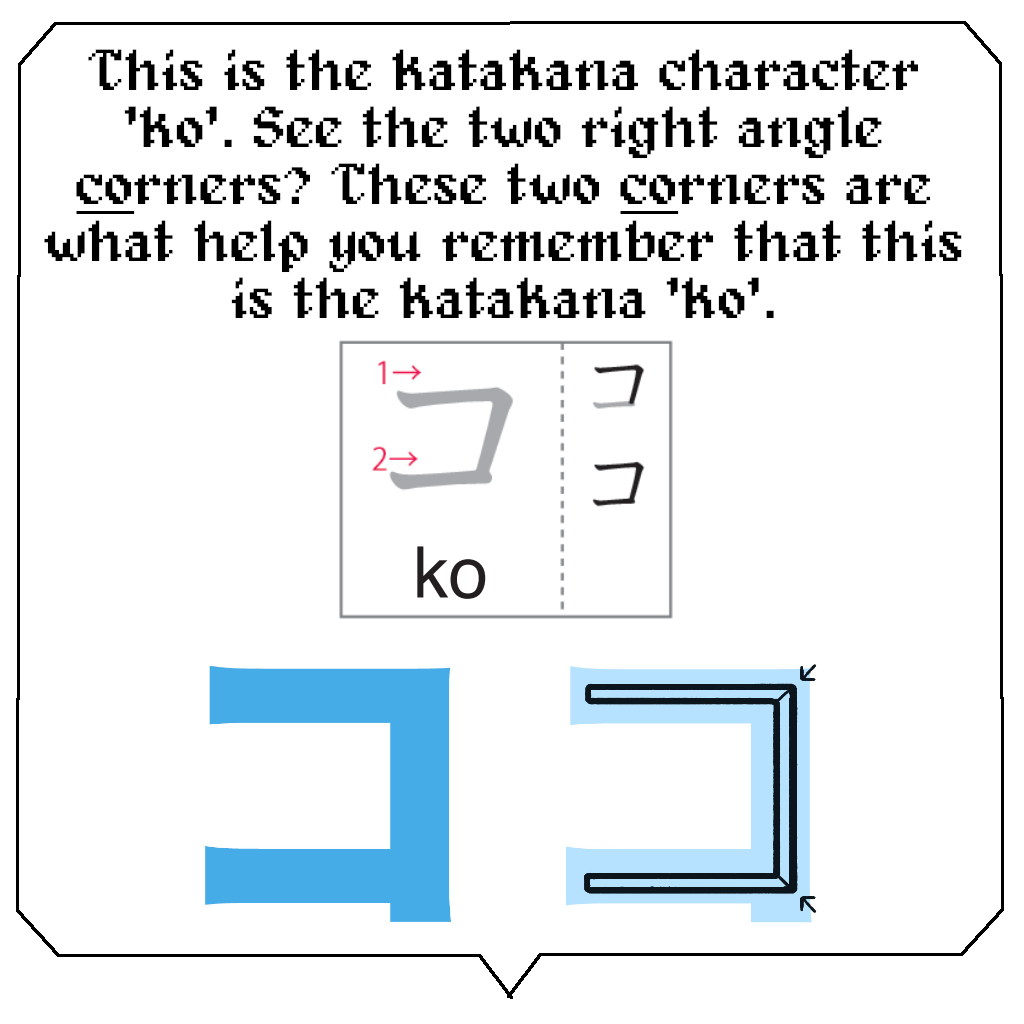 This is the katakana character
'ko'. See the two right angle
corners? These two corners are
what help you remember that this
is the katakana 'ko'.
1→
コ
2→
ko
コ
コ
コ
コ